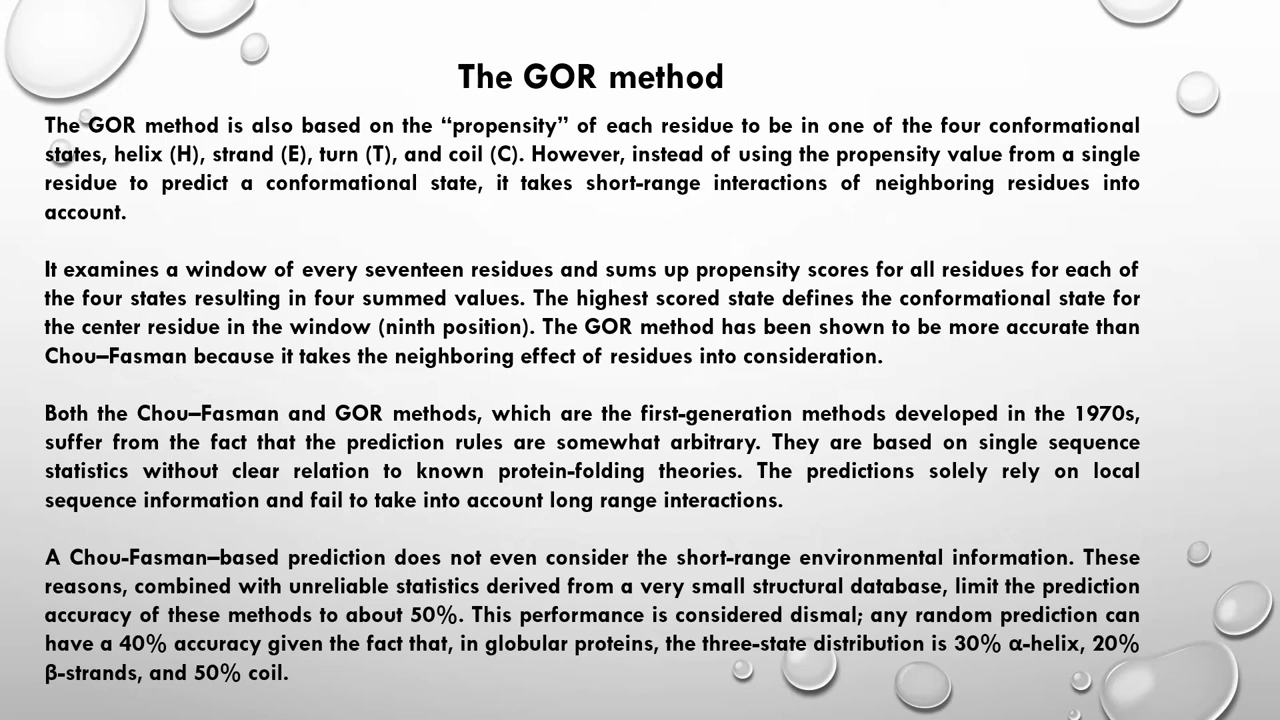 The GOR method
The GOR method is also based on the “propensity” of each residue to be in one of the four conformational
states, helix (H), strand (E), turn (T), and coil (C). However, instead of using the propensity value from a single
residue to predict a conformational state, it takes short-range interactions of neighboring residues into
account.
It examines a window of every seventeen residues and sums up propensity scores for all residues for each of
the four states resulting in four summed values. The highest scored state defines the conformational state for
the center residue in the window (ninth position). The GOR method has been shown to be more accurate than
Chou–Fasman because it takes the neighboring effect of residues into consideration.
Both the Chou–Fasman and GOR methods, which are the first-generation methods developed in the 1970s,
suffer from the fact that the prediction rules are somewhat arbitrary. They are based on single sequence
statistics without clear relation to known protein-folding theories. The predictions solely rely on local
sequence information and fail to take into account long range interactions.
A Chou-Fasman–based prediction does not even consider the short-range environmental information. These
reasons, combined with unreliable statistics derived from a very small structural database, limit the prediction
accuracy of these methods to about 50%. This performance is considered dismal; any random prediction can
have a 40% accuracy given the fact that, in globular proteins, the three-state distribution is 30% α-helix, 20%
β-strands, and 50% coil.